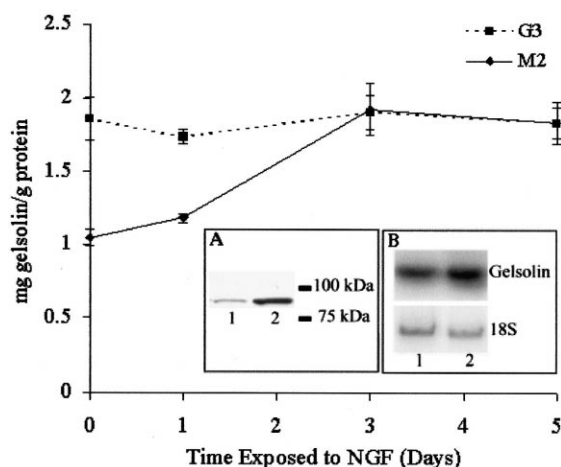 2.5
G3
M2
2
1.5
1
0.5
0
mg gelsolin/g protein
A
100 kDa
75 kDa
1 2
B
Gelsolin
18S
1 2
0 1 2 3 4 5
Time Exposed to NGF (Days)